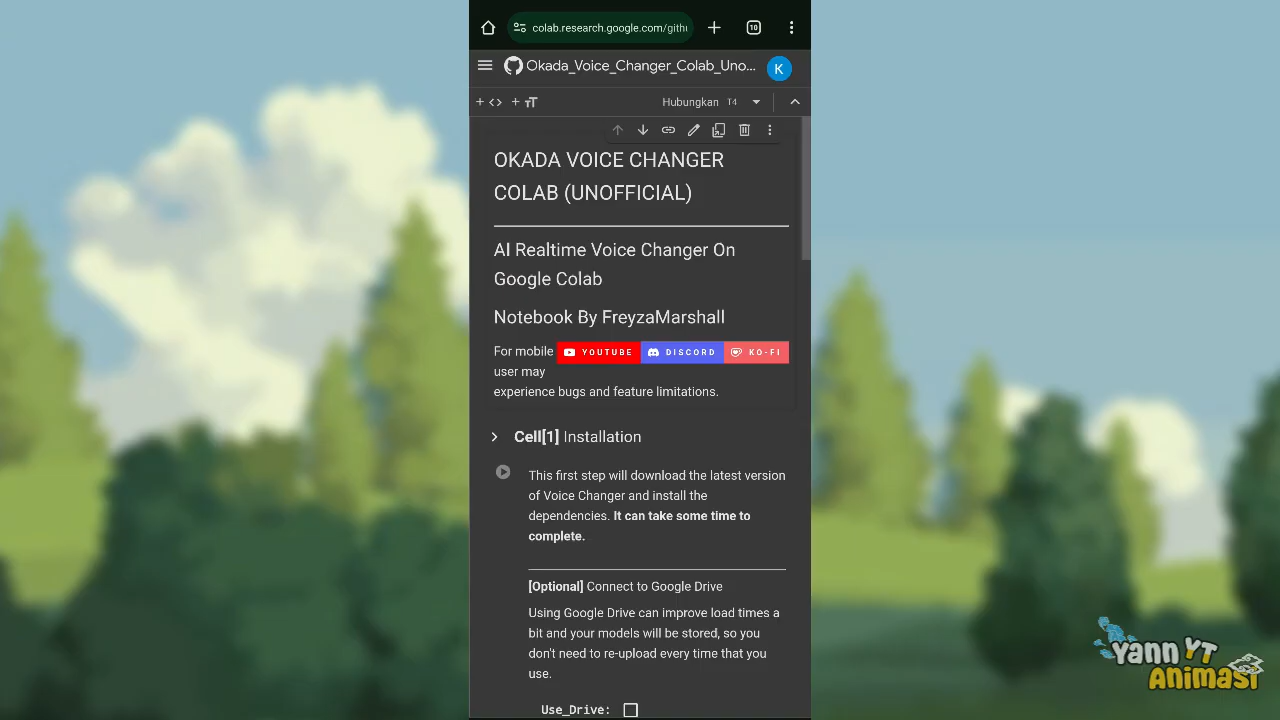 colab.research.google.com/gith
10
Okada_Voice_Changer_Colab_Uno...
K
Hubungkan T4
OKADA VOICE CHANGER
COLAB (UNOFFICIAL)
AI Realtime Voice Changer On
Google Colab
Notebook By FreyzaMarshall
For mobile YOUTUBE DISCORD KO-FI
user may
experience bugs and feature limitations.
Cell[1] Installation
This first step will download the latest version
of Voice Changer and install the
dependencies. It can take some time to
complete.
[Optional] Connect to Google Drive
Using Google Drive can improve load times a
bit and your models will be stored, so you
don't need to re-upload every time that you
use.
Use_Drive:
Yann YT
Animasi